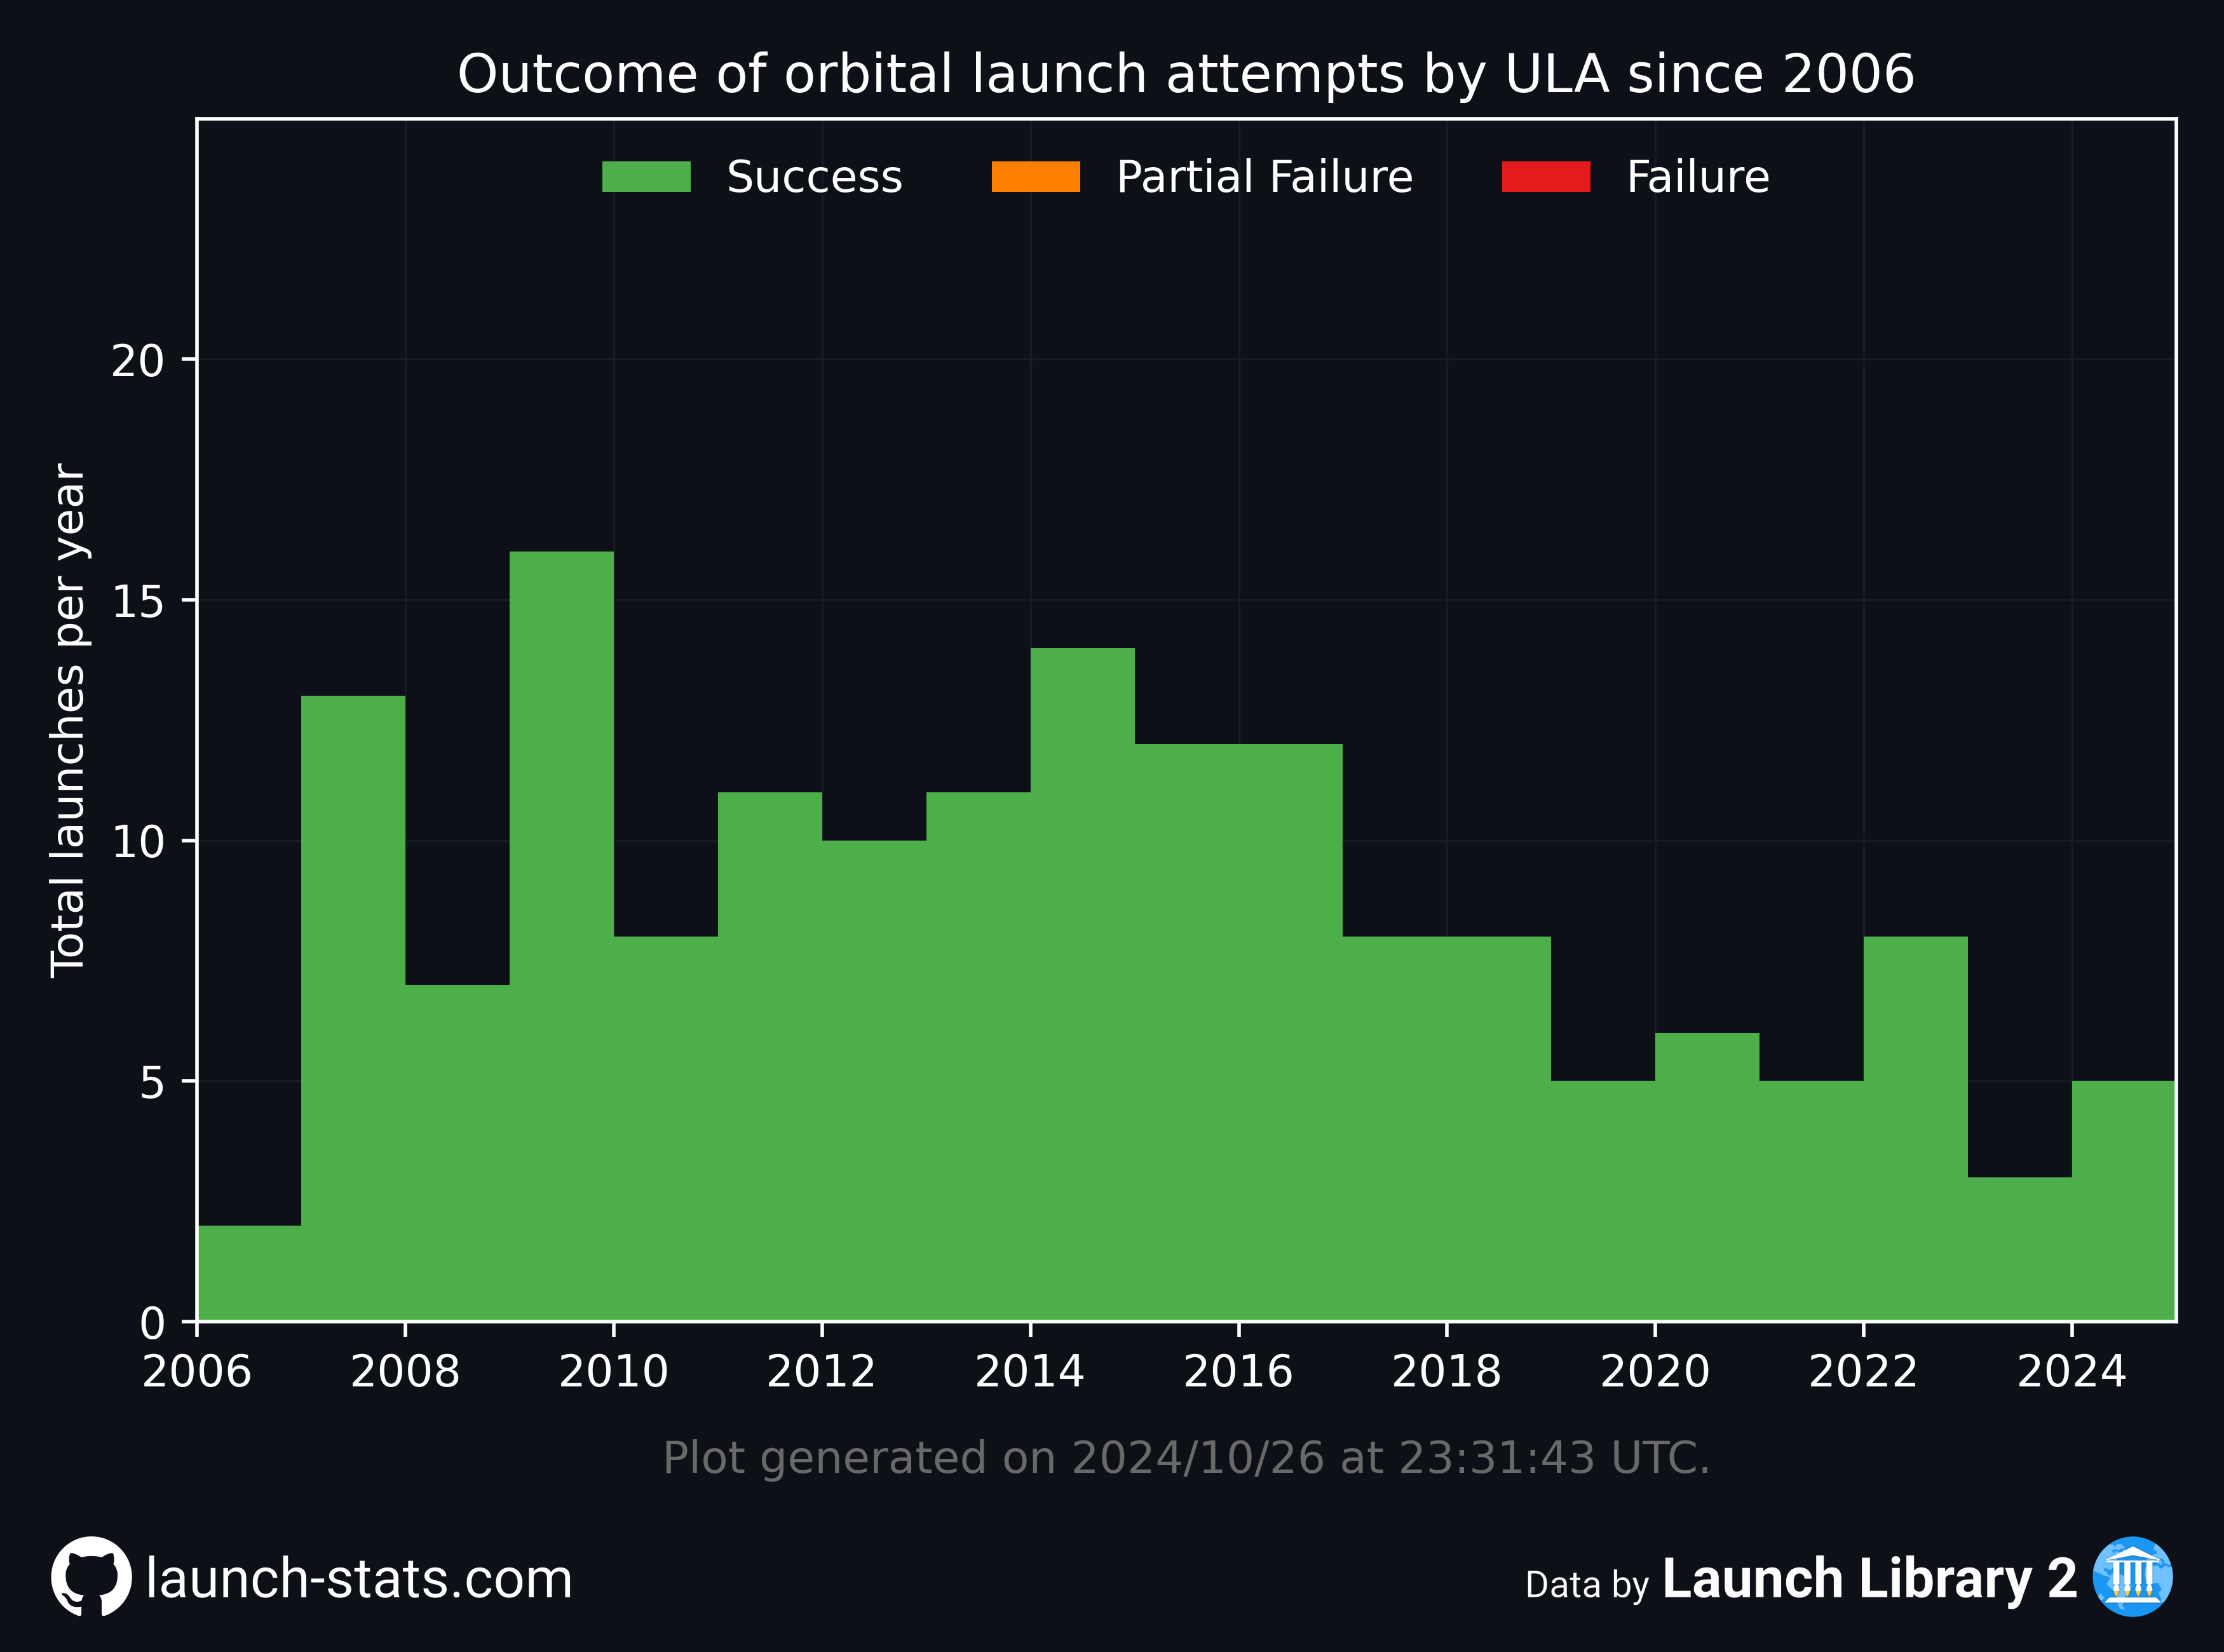 Outcome of orbital launch attempts by ULA since 2006
Success Partial Failure Failure
Total launches per year
20
15
10
5
0
2006 2008 2010 2012 2014 2016 2018 2020 2022 2024
Plot generated on 2024/10/26 at 23:31:43 UTC.
launch-stats.com
Data by Launch Library 2